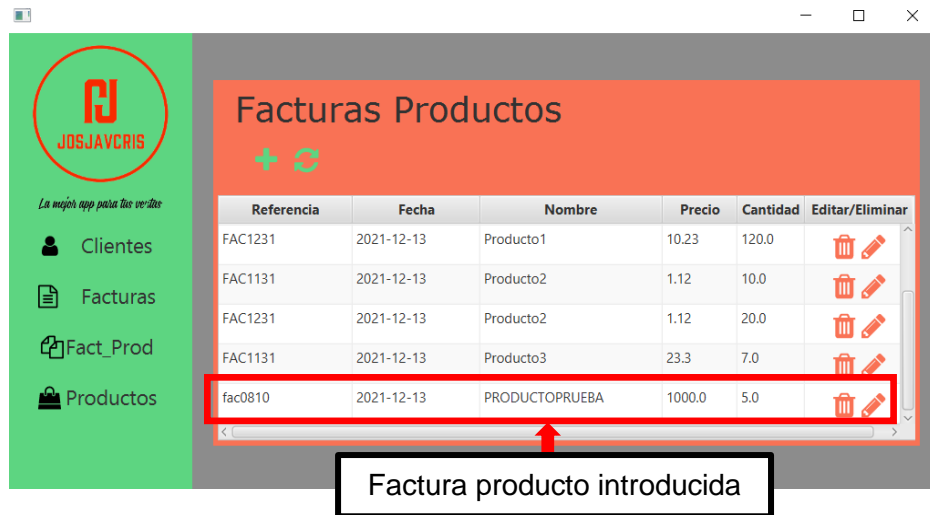 JOSJAVCRIS
La mejor app para tus ventas
Clientes
Facturas
Fact_Prod
Productos
Facturas Productos
Referencia Fecha Nombre Precio Cantidad Editar/Eliminar
FAC1231 2021-12-13 Producto1 10.23 120.0
FAC1131 2021-12-13 Producto2 1.12 10.0
FAC1231 2021-12-13 Producto2 1.12 20.0
FAC1131 2021-12-13 Producto3 23.3 7.0
fac0810 2021-12-13 PRODUCTOPRUEBA 1000.0 5.0
Factura producto introducida